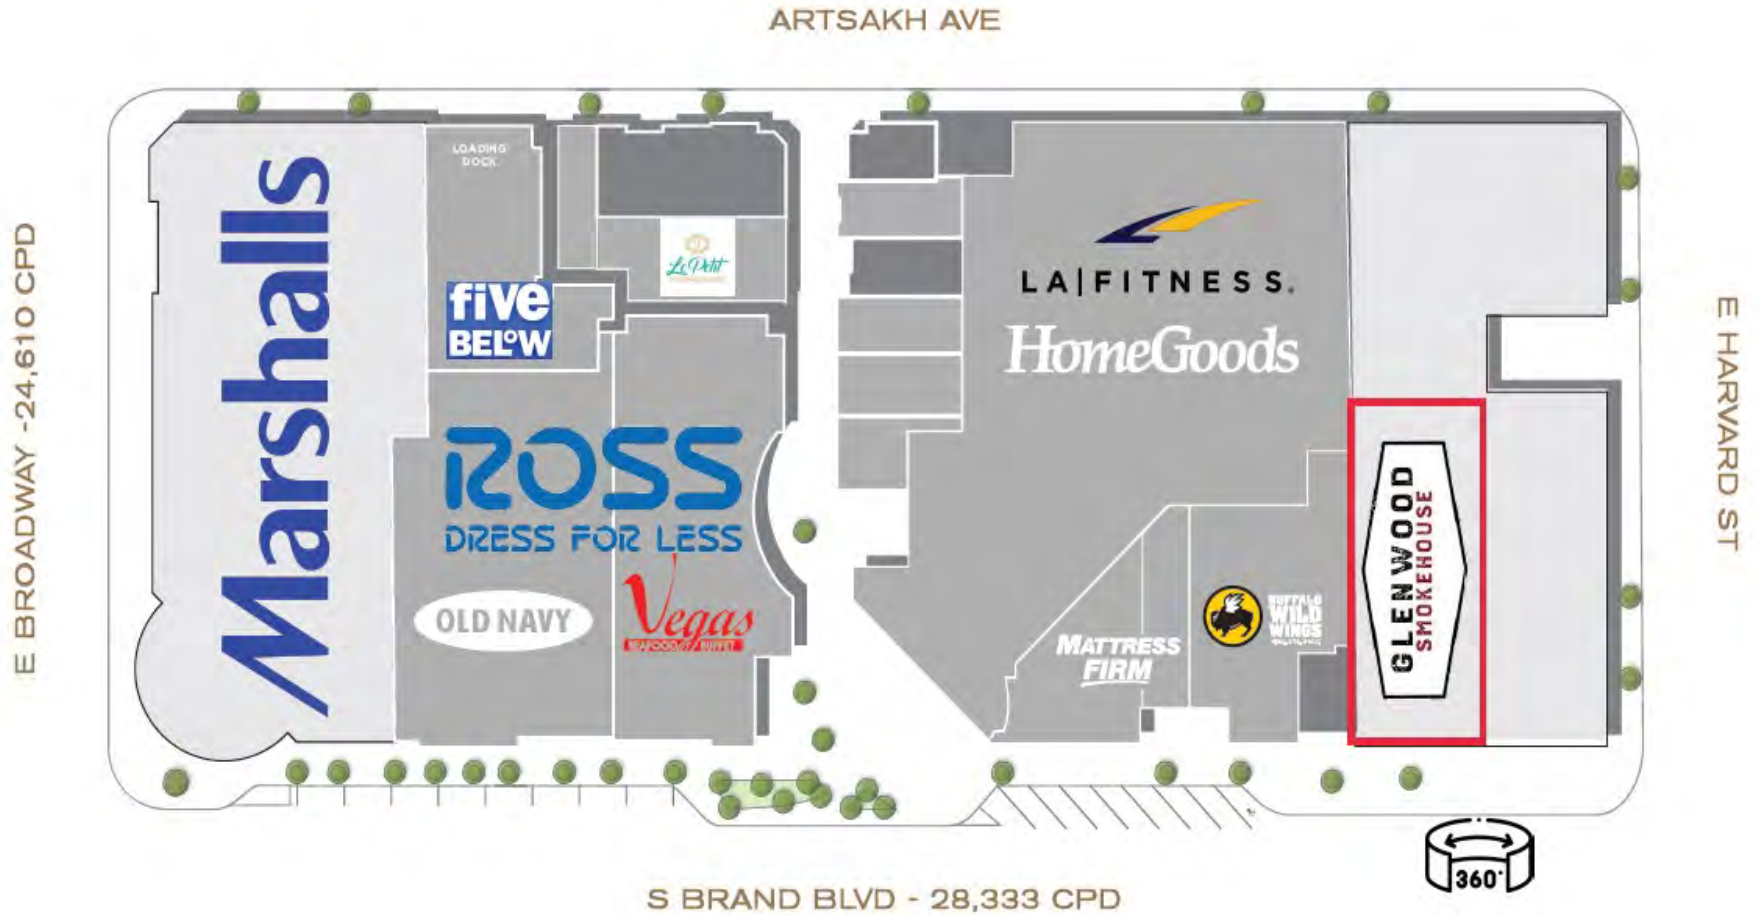 ARTSAKH AVE
E BROADWAY -24,610 CPD
Marshalls
LOADING
DOCK
five
BELOW
Le Petit
ROSS
DRESS FOR LESS
OLD NAVY
Vegas
SEAFOOD BUFFET
LA|FITNESS.
HomeGoods
MATTRESS
FIRM
BUFFALO
WILD
WINGS
GLENWOOD
SMOKEHOUSE
E HARVARD ST
360°
S BRAND BLVD - 28,333 CPD